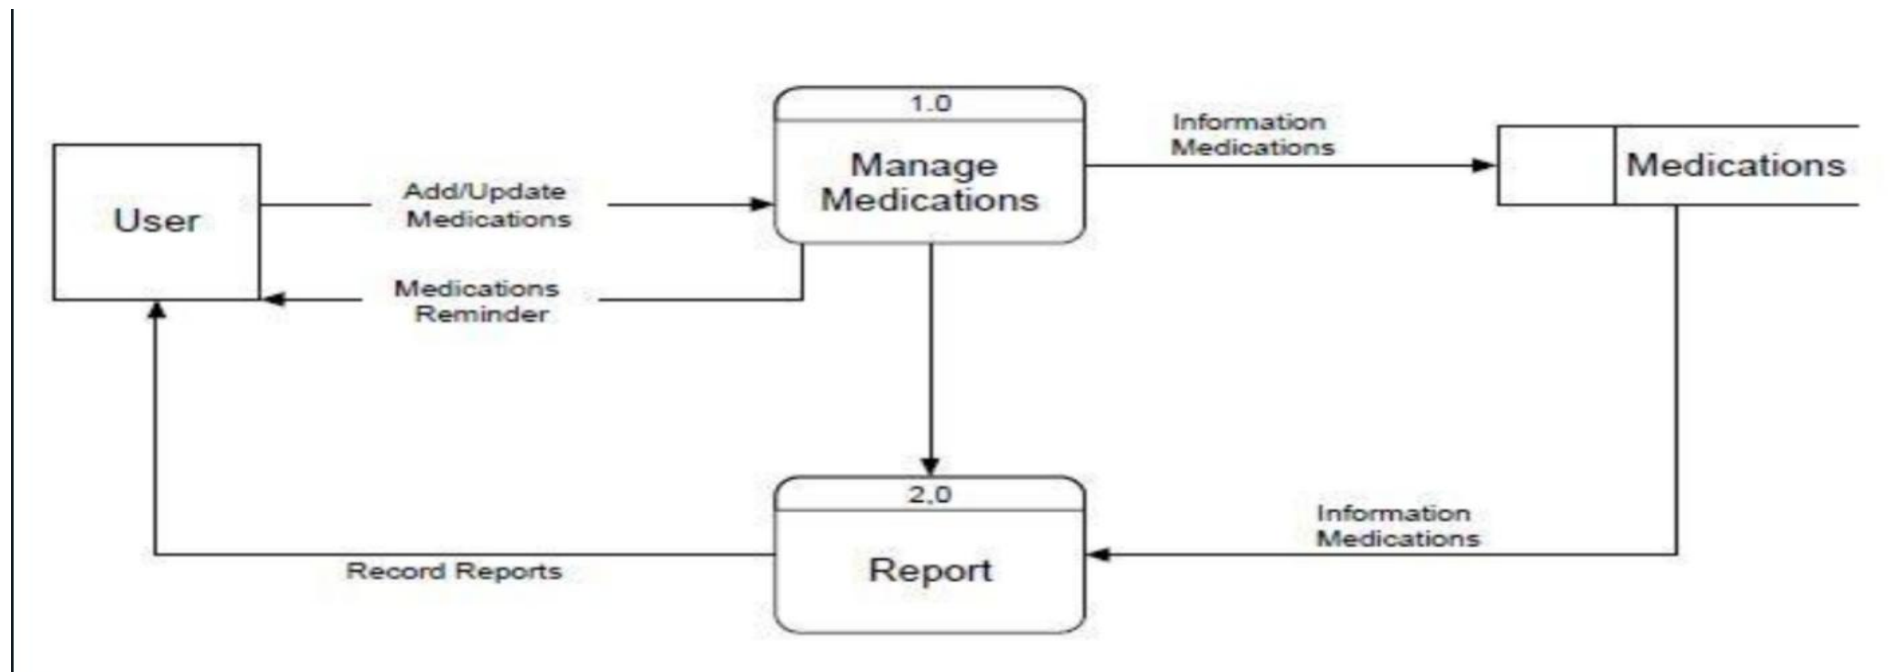 1.0
Manage
Medications
Information
Medications
Medications
User
Add/Update
Medications
Medications
Reminder
2,0
Report
Information
Medications
Record Reports